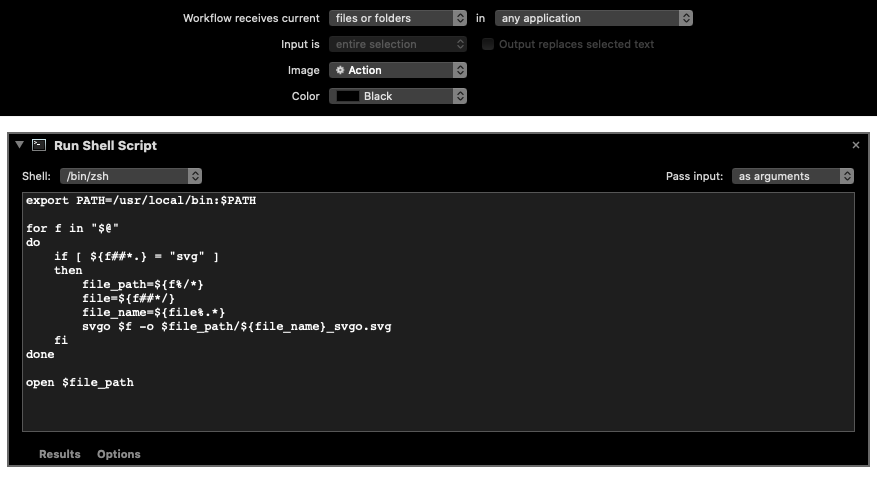 Workflow receives current files or folders in any application
Input is entire selection Output replaces selected text
Image Action
Color Black
Run Shell Script
Shell: /bin/zsh Pass input: as arguments
export PATH=/usr/local/bin:$PATH
for f in "$@"
do
if [ ${f##*.} = "svg" ]
then
file_path=${f%/*}
file=${f##*/}
file_name=${file%.*}
svgo $f -o $file_path/${file_name}_svgo.svg
fi
done
open $file_path
Results Options